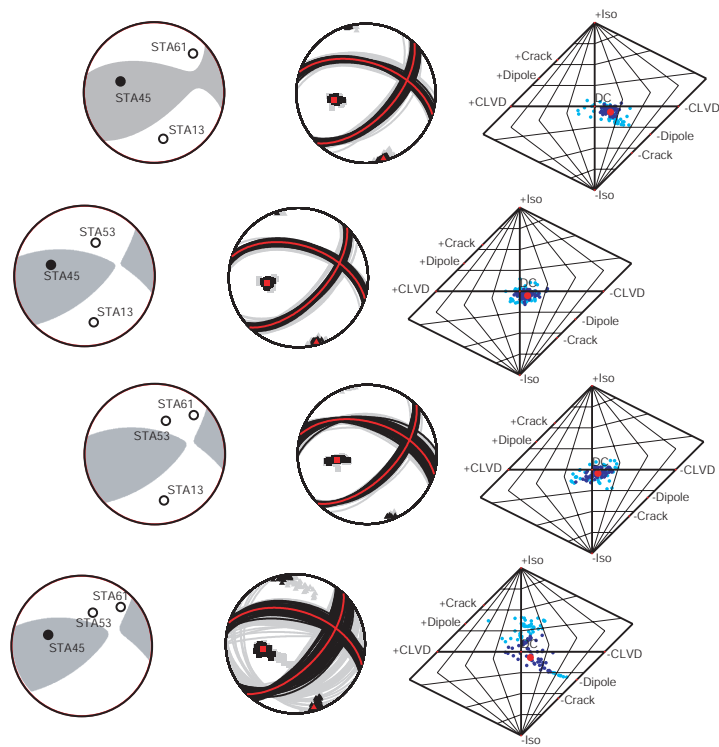 STA61
STA45
STA13
+Iso
+Crack
+Dipole
+CLVD
DC
-CLVD
-Dipole
-Crack
-Iso
STA53
STA45
STA13
+Iso
+Crack
+Dipole
+CLVD
DC
-CLVD
-Dipole
-Crack
-Iso
STA61
STA53
STA13
+Iso
+Crack
+Dipole
+CLVD
DC
-CLVD
-Dipole
-Crack
-Iso
STA61
STA53
STA45
+Iso
+Crack
+Dipole
+CLVD
-CLVD
-Dipole
-Crack
-Iso